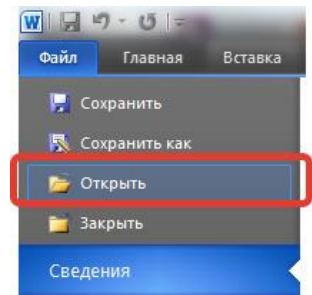 W
Файл Главная Вставка
Сохранить
Сохранить как
Открыть
Закрыть
Сведения